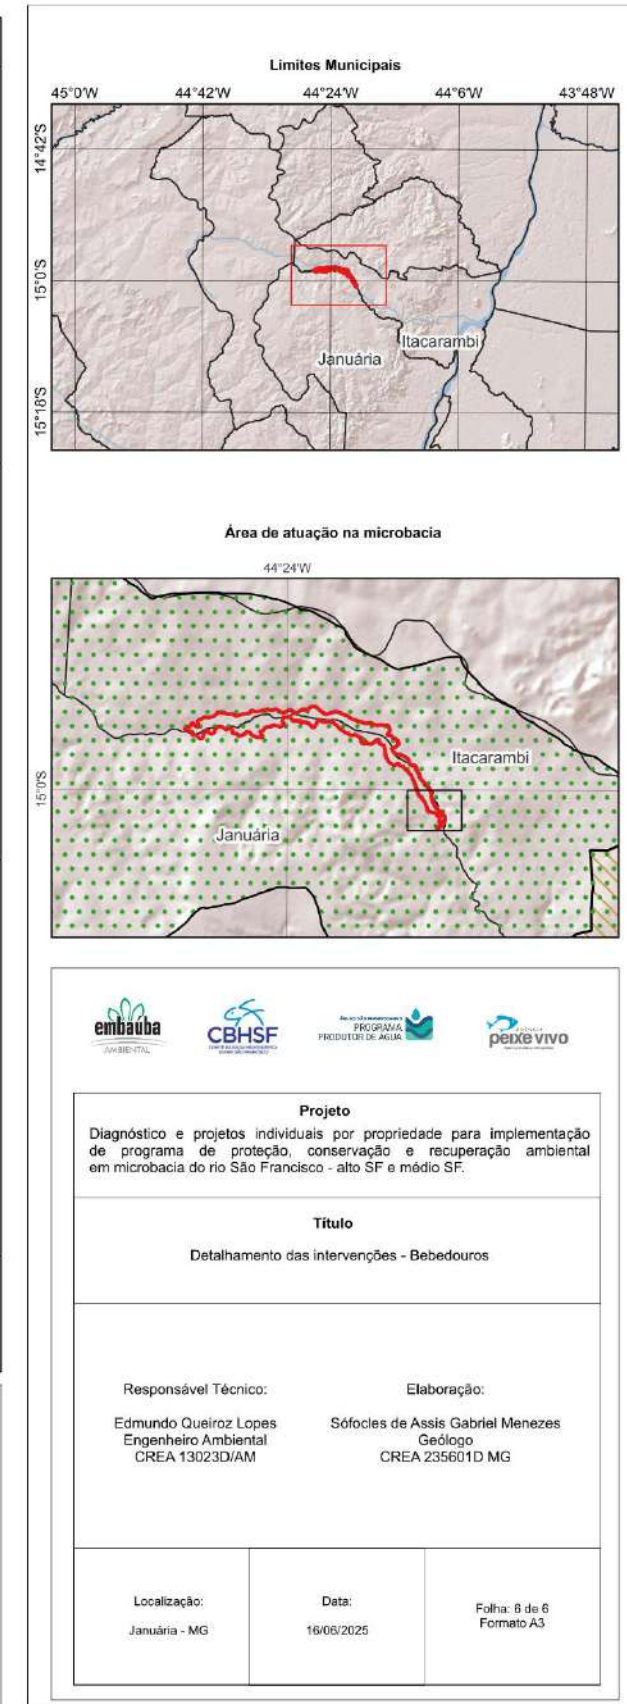 Limites Municipais
45°0'W 44°42'W 44°24'W 44°6'W 43°48'W
14°42'S
15°0'S
15°18'S
Januária
Itacarambi
Área de atuação na microbacia
44°24'W
15°0'S
Itacarambi
Januária
embaúba
AMBIENTAL
CBHSF
PROGRAMA
PRODUTOR DE ÁGUA
peixe vivo
Projeto
Diagnóstico e projetos individuais por propriedade para implementação
de programa de proteção, conservação e recuperação ambiental
em microbacia do rio São Francisco - alto SF e médio SF.
Título
Detalhamento das intervenções - Bebedouros
Responsável Técnico:
Edmundo Queiroz Lopes
Engenheiro Ambiental
CREA 13023D/AM
Elaboração:
Sófocles de Assis Gabriel Menezes
Geólogo
CREA 235601D MG
Localização:
Januária - MG
Data:
16/06/2025
Folha: 6 de 6
Formato A3